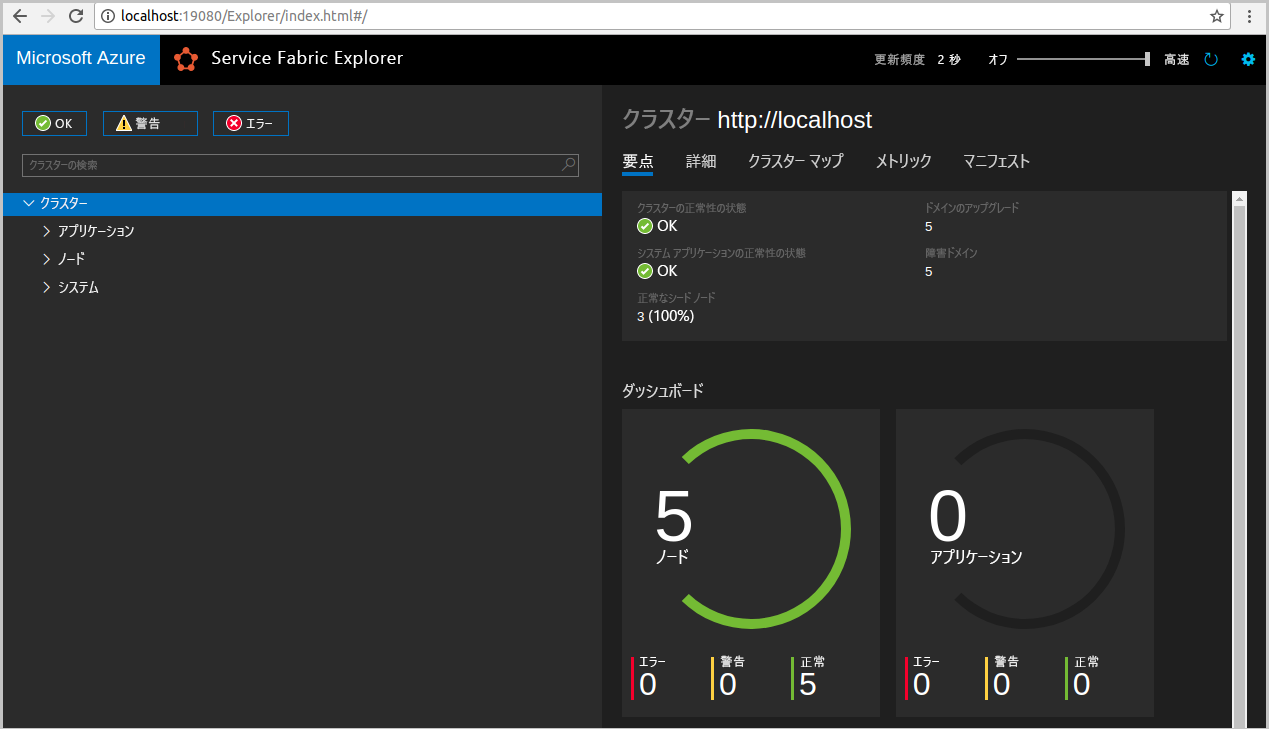 localhost:19080/Explorer/index.html#/
Microsoft Azure
Service Fabric Explorer
更新頻度 2 秒 オフ 高速
OK 警告 エラー
クラスターの検索
クラスター
アプリケーション
ノード
システム
クラスター http://localhost
要点 詳細 クラスター マップ メトリック マニフェスト
クラスターの正常性の状態
OK
ドメインのアップグレード
5
システム アプリケーションの正常性の状態
OK
障害ドメイン
5
正常なシード ノード
3 (100%)
ダッシュボード
5
ノード
エラー 警告 正常
0 0 5
0
アプリケーション
エラー 警告 正常
0 0 0